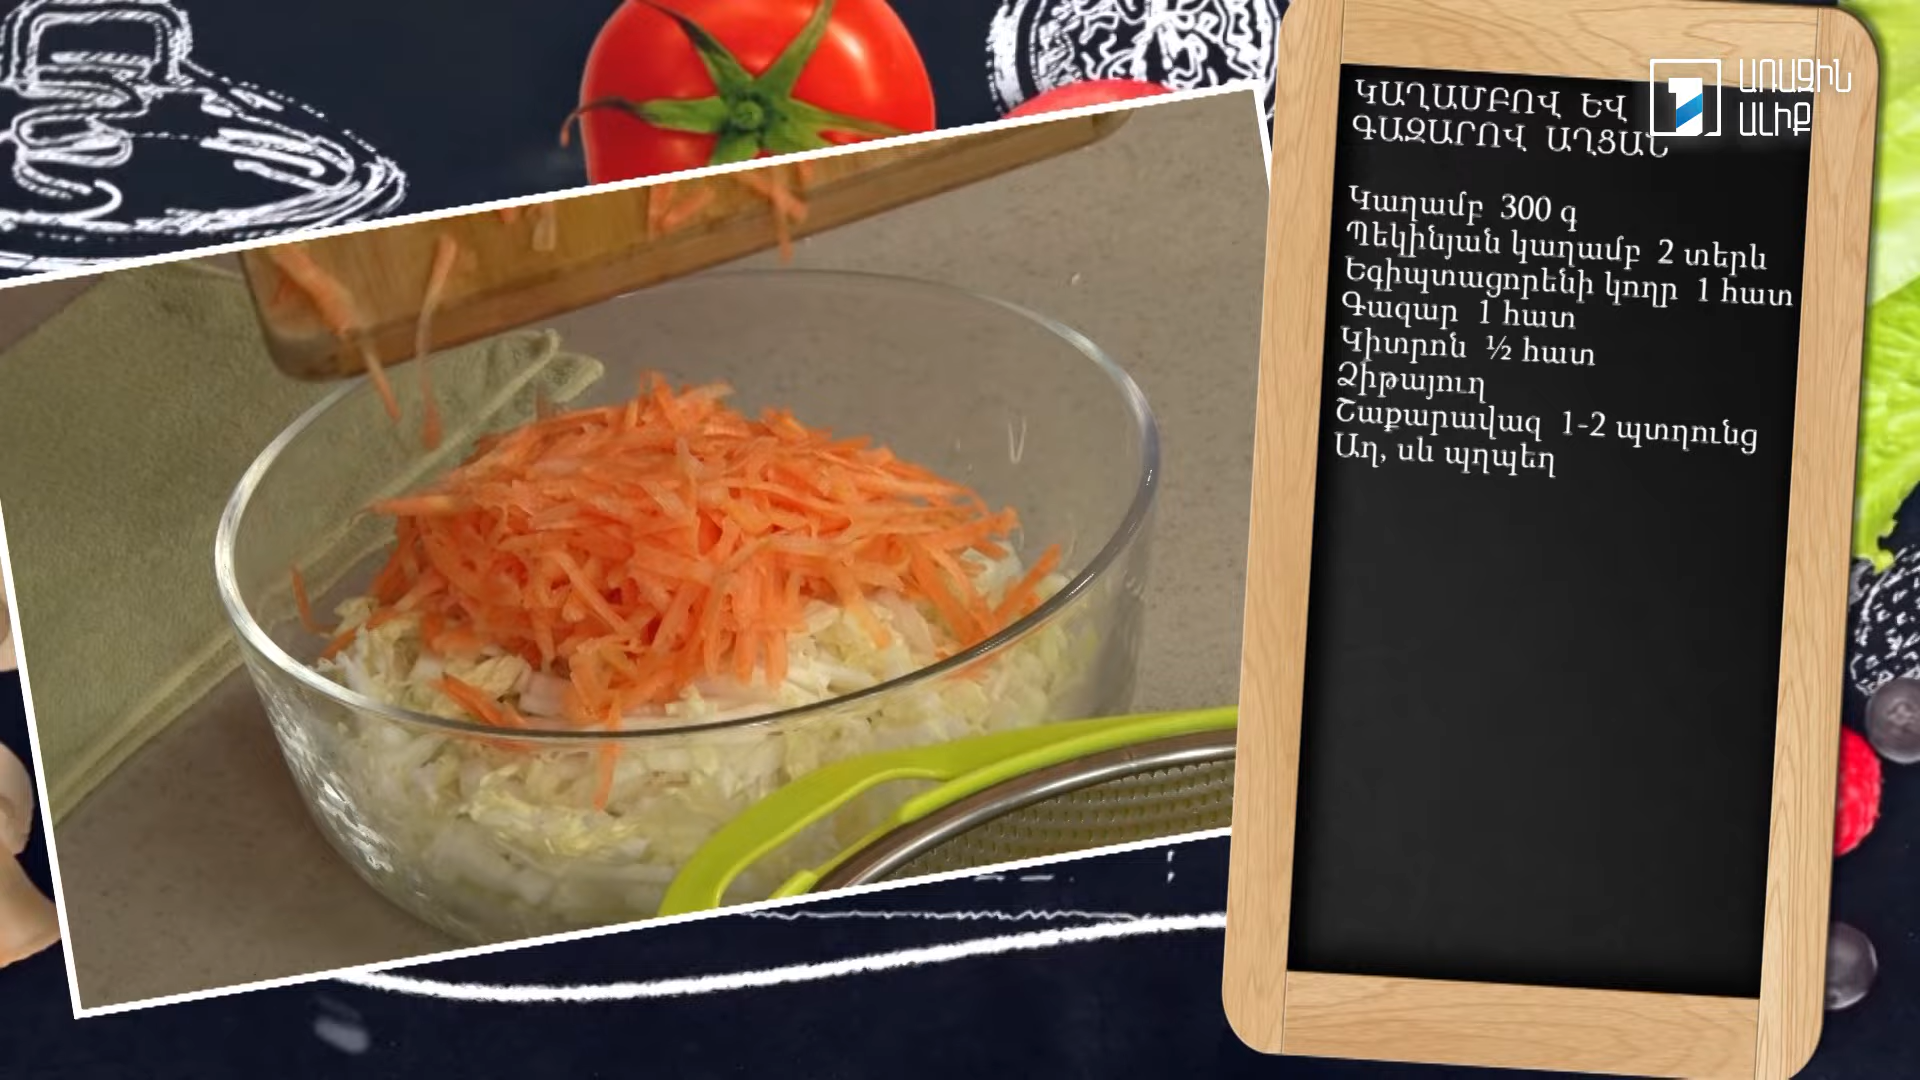 ԿԱՂԱՄԲՈՎ ԵՎ
ԳԱԶԱՐՈՎ ԱՂՑԱՆ
Կաղամբ 300 գ
Պեկինյան կաղամբ 2 տերև
Եգիպտացորենի կողր 1 հատ
Գազար 1 հատ
Կիտրոն ½ հատ
Ձիթայուղ
Շաքարավազ 1-2 պտղունց
Աղ, սև պղպեղ
1 ԱՌԱՋԻՆ
ԱԼԻՔ